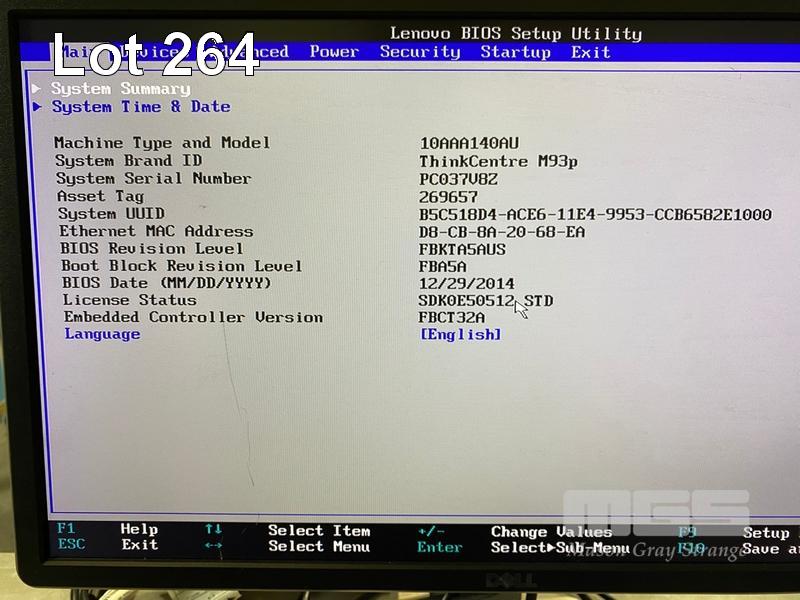 Lenovo BIOS Setup Utility
Main Devices Advanced Power Security Startup Exit
Lot 264
System Summary
System Time & Date
Machine Type and Model 10AAA140AU
System Brand ID ThinkCentre M93p
System Serial Number PC037V8Z
Asset Tag 269657
System UUID B5C518D4-ACE6-11E4-9953-CCB6582E1000
Ethernet MAC Address D8-CB-8A-20-68-EA
BIOS Revision Level FBKTA5AUS
Boot Block Revision Level FBA5A
BIOS Date (MM/DD/YYYY) 12/29/2014
License Status SDK0E50512 STD
Embedded Controller Version FBCT32A
Language [English]
MGS
Mason Gray Strange
F1 Help ↑↓ Select Item +/- Change Values F9 Setup
ESC Exit ←→ Select Menu Enter Select▶Sub-Menu F10 Save a
DELL